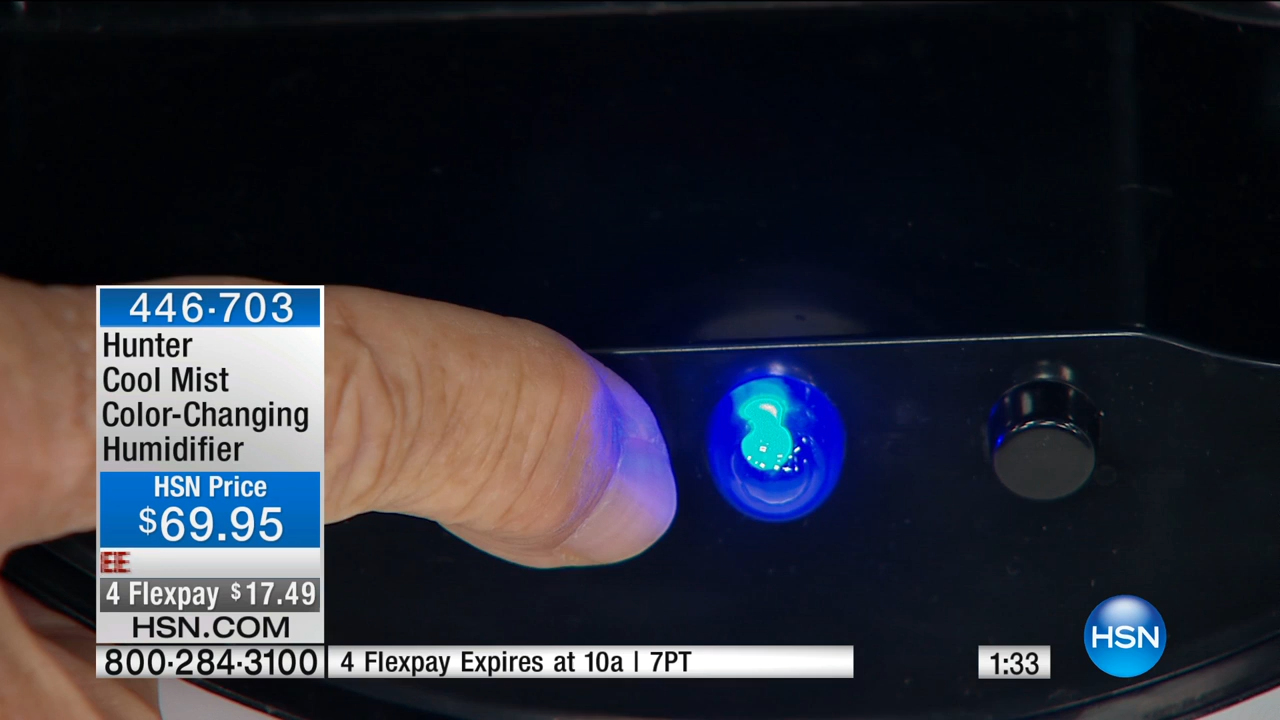 446·703
Hunter
Cool Mist
Color-Changing
Humidifier
HSN Price
$69.95
EE
4 Flexpay $17.49
HSN.COM
800·284·3100
4 Flexpay Expires at 10a | 7PT
1:33
HSN